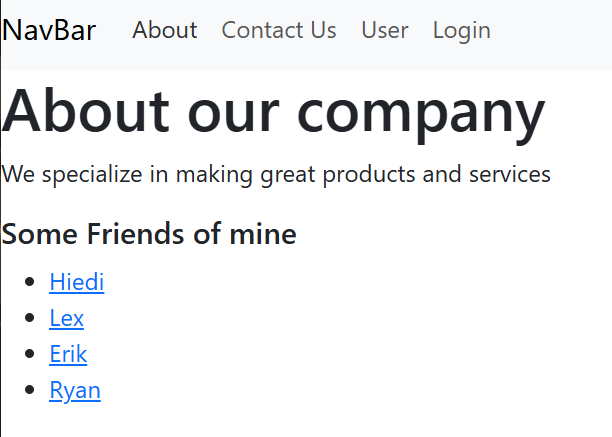 NavBar About Contact Us User Login
About our company
We specialize in making great products and services
Some Friends of mine
Hiedi
Lex
Erik
Ryan